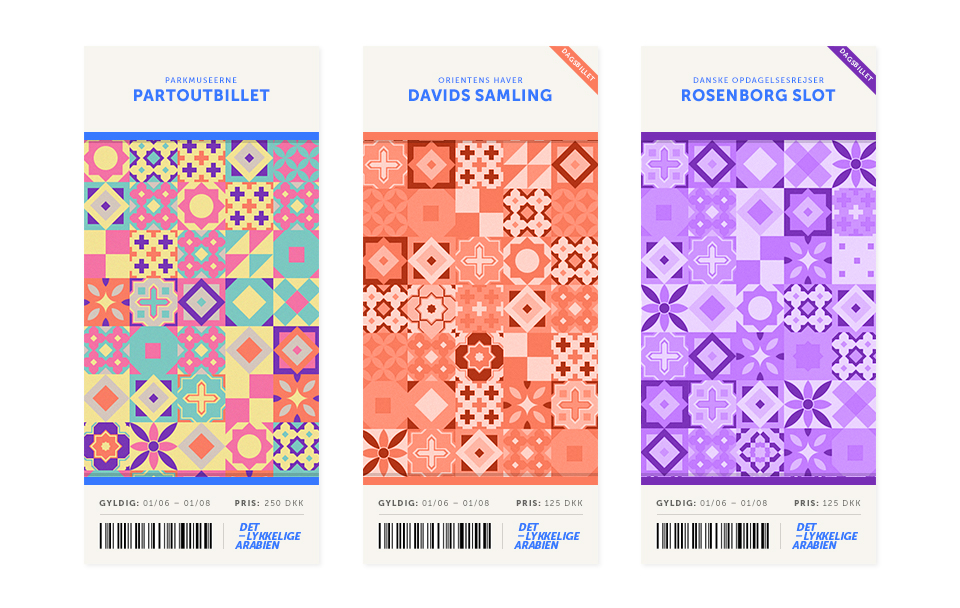 PARKMUSEERNE
PARTOUTBILLET
GYLDIG: 01/06 – 01/08 PRIS: 250 DKK
DET
–LYKKELIGE
ARABIEN
DAGSBILLET
ORIENTENS HAVER
DAVIDS SAMLING
GYLDIG: 01/06 – 01/08 PRIS: 125 DKK
DET
–LYKKELIGE
ARABIEN
DAGSBILLET
DANSKE OPDAGELSESREJSER
ROSENBORG SLOT
GYLDIG: 01/06 – 01/08 PRIS: 125 DKK
DET
–LYKKELIGE
ARABIEN